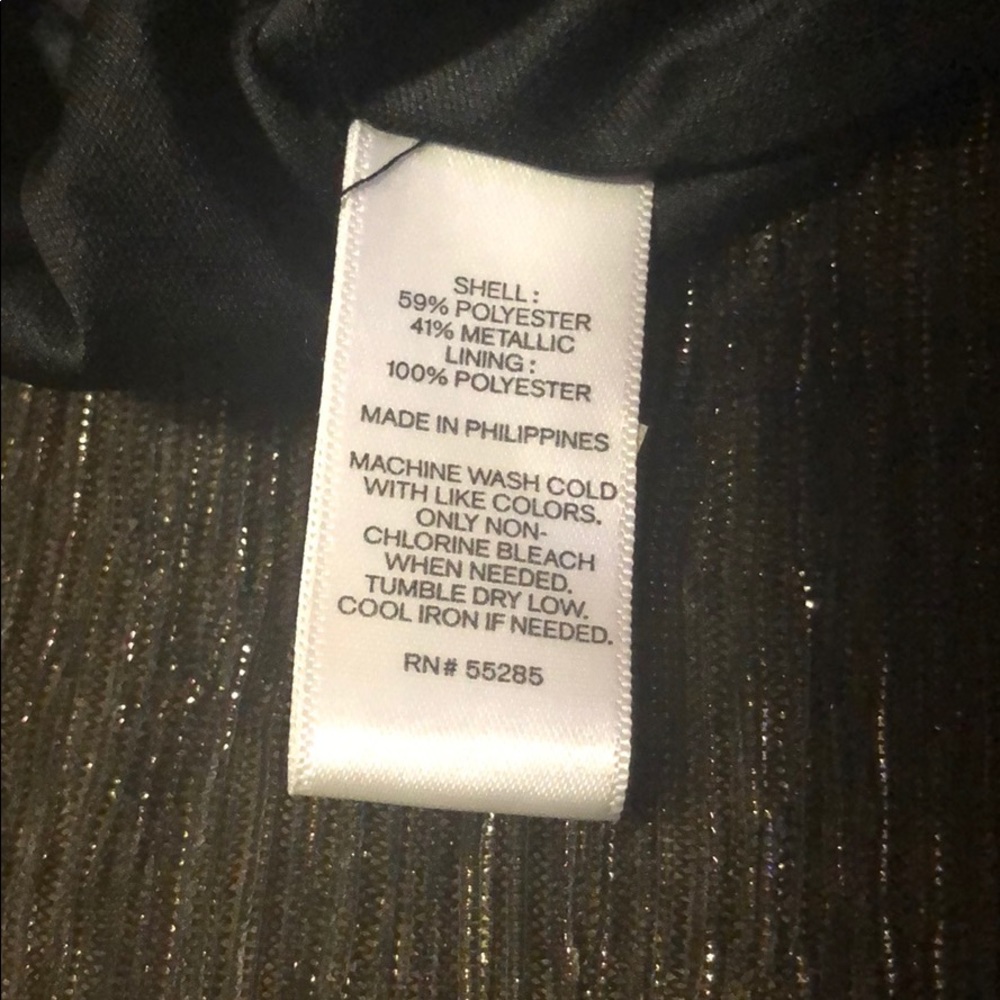 SHELL:
59% POLYESTER
41% METALLIC
LINING:
100% POLYESTER
MADE IN PHILIPPINES
MACHINE WASH COLD
WITH LIKE COLORS.
ONLY NON-
CHLORINE BLEACH
WHEN NEEDED.
TUMBLE DRY LOW.
COOL IRON IF NEEDED.
RN# 55285